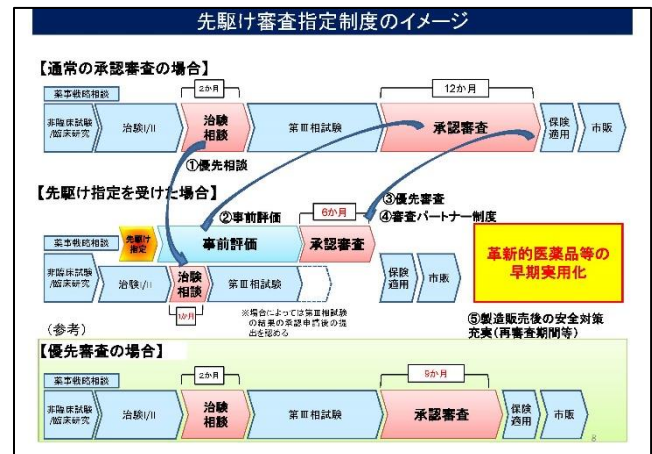 先駆け審査指定制度のイメージ
【通常の承認審査の場合】
薬事戦略相談
2か月
12か月
非臨床試験
/臨床研究
治験I/II
治験
相談
第Ⅲ相試験
承認審査
保険
適用
市販
①優先相談
【先駆け指定を受けた場合】
②事前評価
6か月
③優先審査
④審査パートナー制度
薬事戦略相談
先駆け
指定
事前評価
承認審査
非臨床試験
/臨床研究
治験I/II
治験
相談
第Ⅲ相試験
保険
適用
市販
革新的医薬品等の
早期実用化
1か月
※場合によっては第Ⅲ相試験
の結果の承認申請後の提
出を認める
⑤製造販売後の安全対策
充実(再審査期間等)
(参考)
【優先審査の場合】
薬事戦略相談
2か月
9か月
非臨床試験
/臨床研究
治験I/II
治験
相談
第Ⅲ相試験
承認審査
保険
適用
市販
8